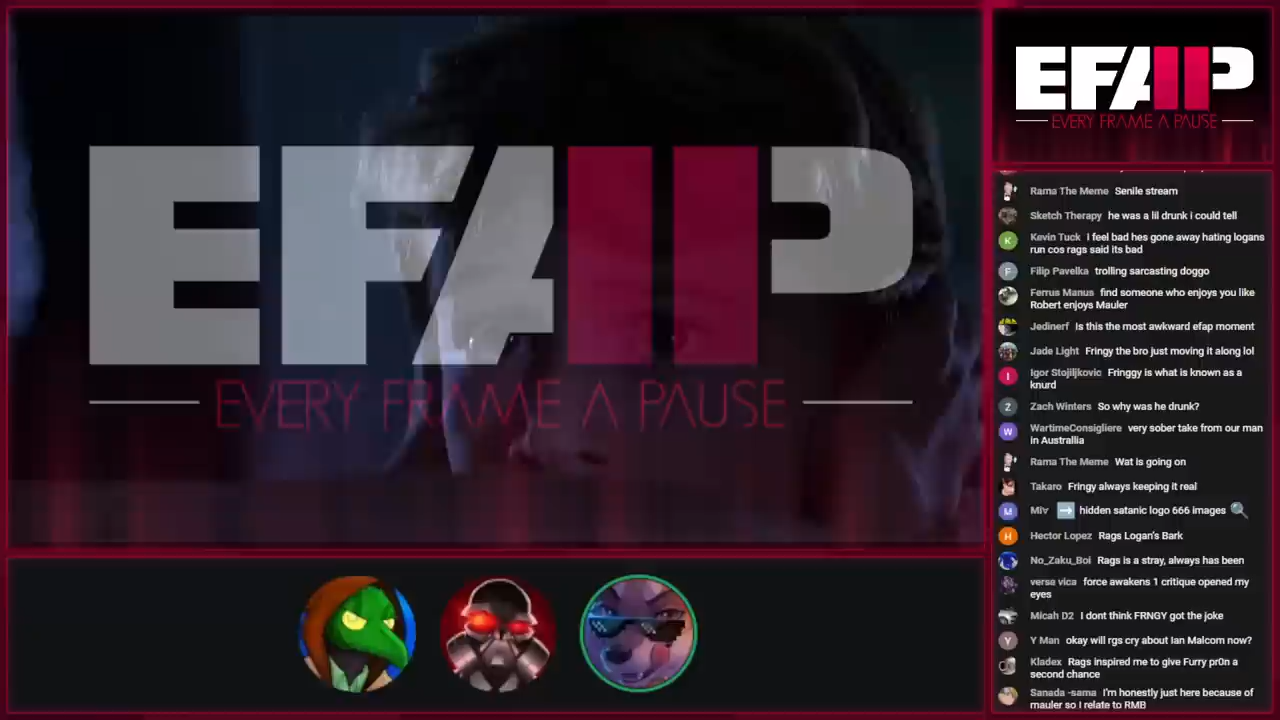 EFAP
EVERY FRAME A PAUSE
EFAP
EVERY FRAME A PAUSE
Rama The Meme Senile stream
Sketch Therapy he was a lil drunk i could tell
Kevin Tuck I feel bad hes gone away hating logans
run cos rags said its bad
Filip Pavelka trolling sarcasting doggo
Ferrus Manus find someone who enjoys you like
Robert enjoys Mauler
Jedinerf Is this the most awkward efap moment
Jade Light Fringy the bro just moving it along lol
Igor Stojiljkovic Fringgy is what is known as a
knurd
Zach Winters So why was he drunk?
WartimeConsigliere very sober take from our man
in Australlia
Rama The Meme Wat is going on
Takaro Fringy always keeping it real
Miv ➡️ hidden satanic logo 666 images 🔍
Hector Lopez Rags Logan's Bark
No_Zaku_Boi Rags is a stray, always has been
versa vica force awakens 1 critique opened my
eyes
Micah D2 I dont think FRNGY got the joke
Y Man okay will rgs cry about Ian Malcom now?
Kladex Rags inspired me to give Furry pr0n a
second chance
Sanada -sama I'm honestly just here because of
mauler so I relate to RMB